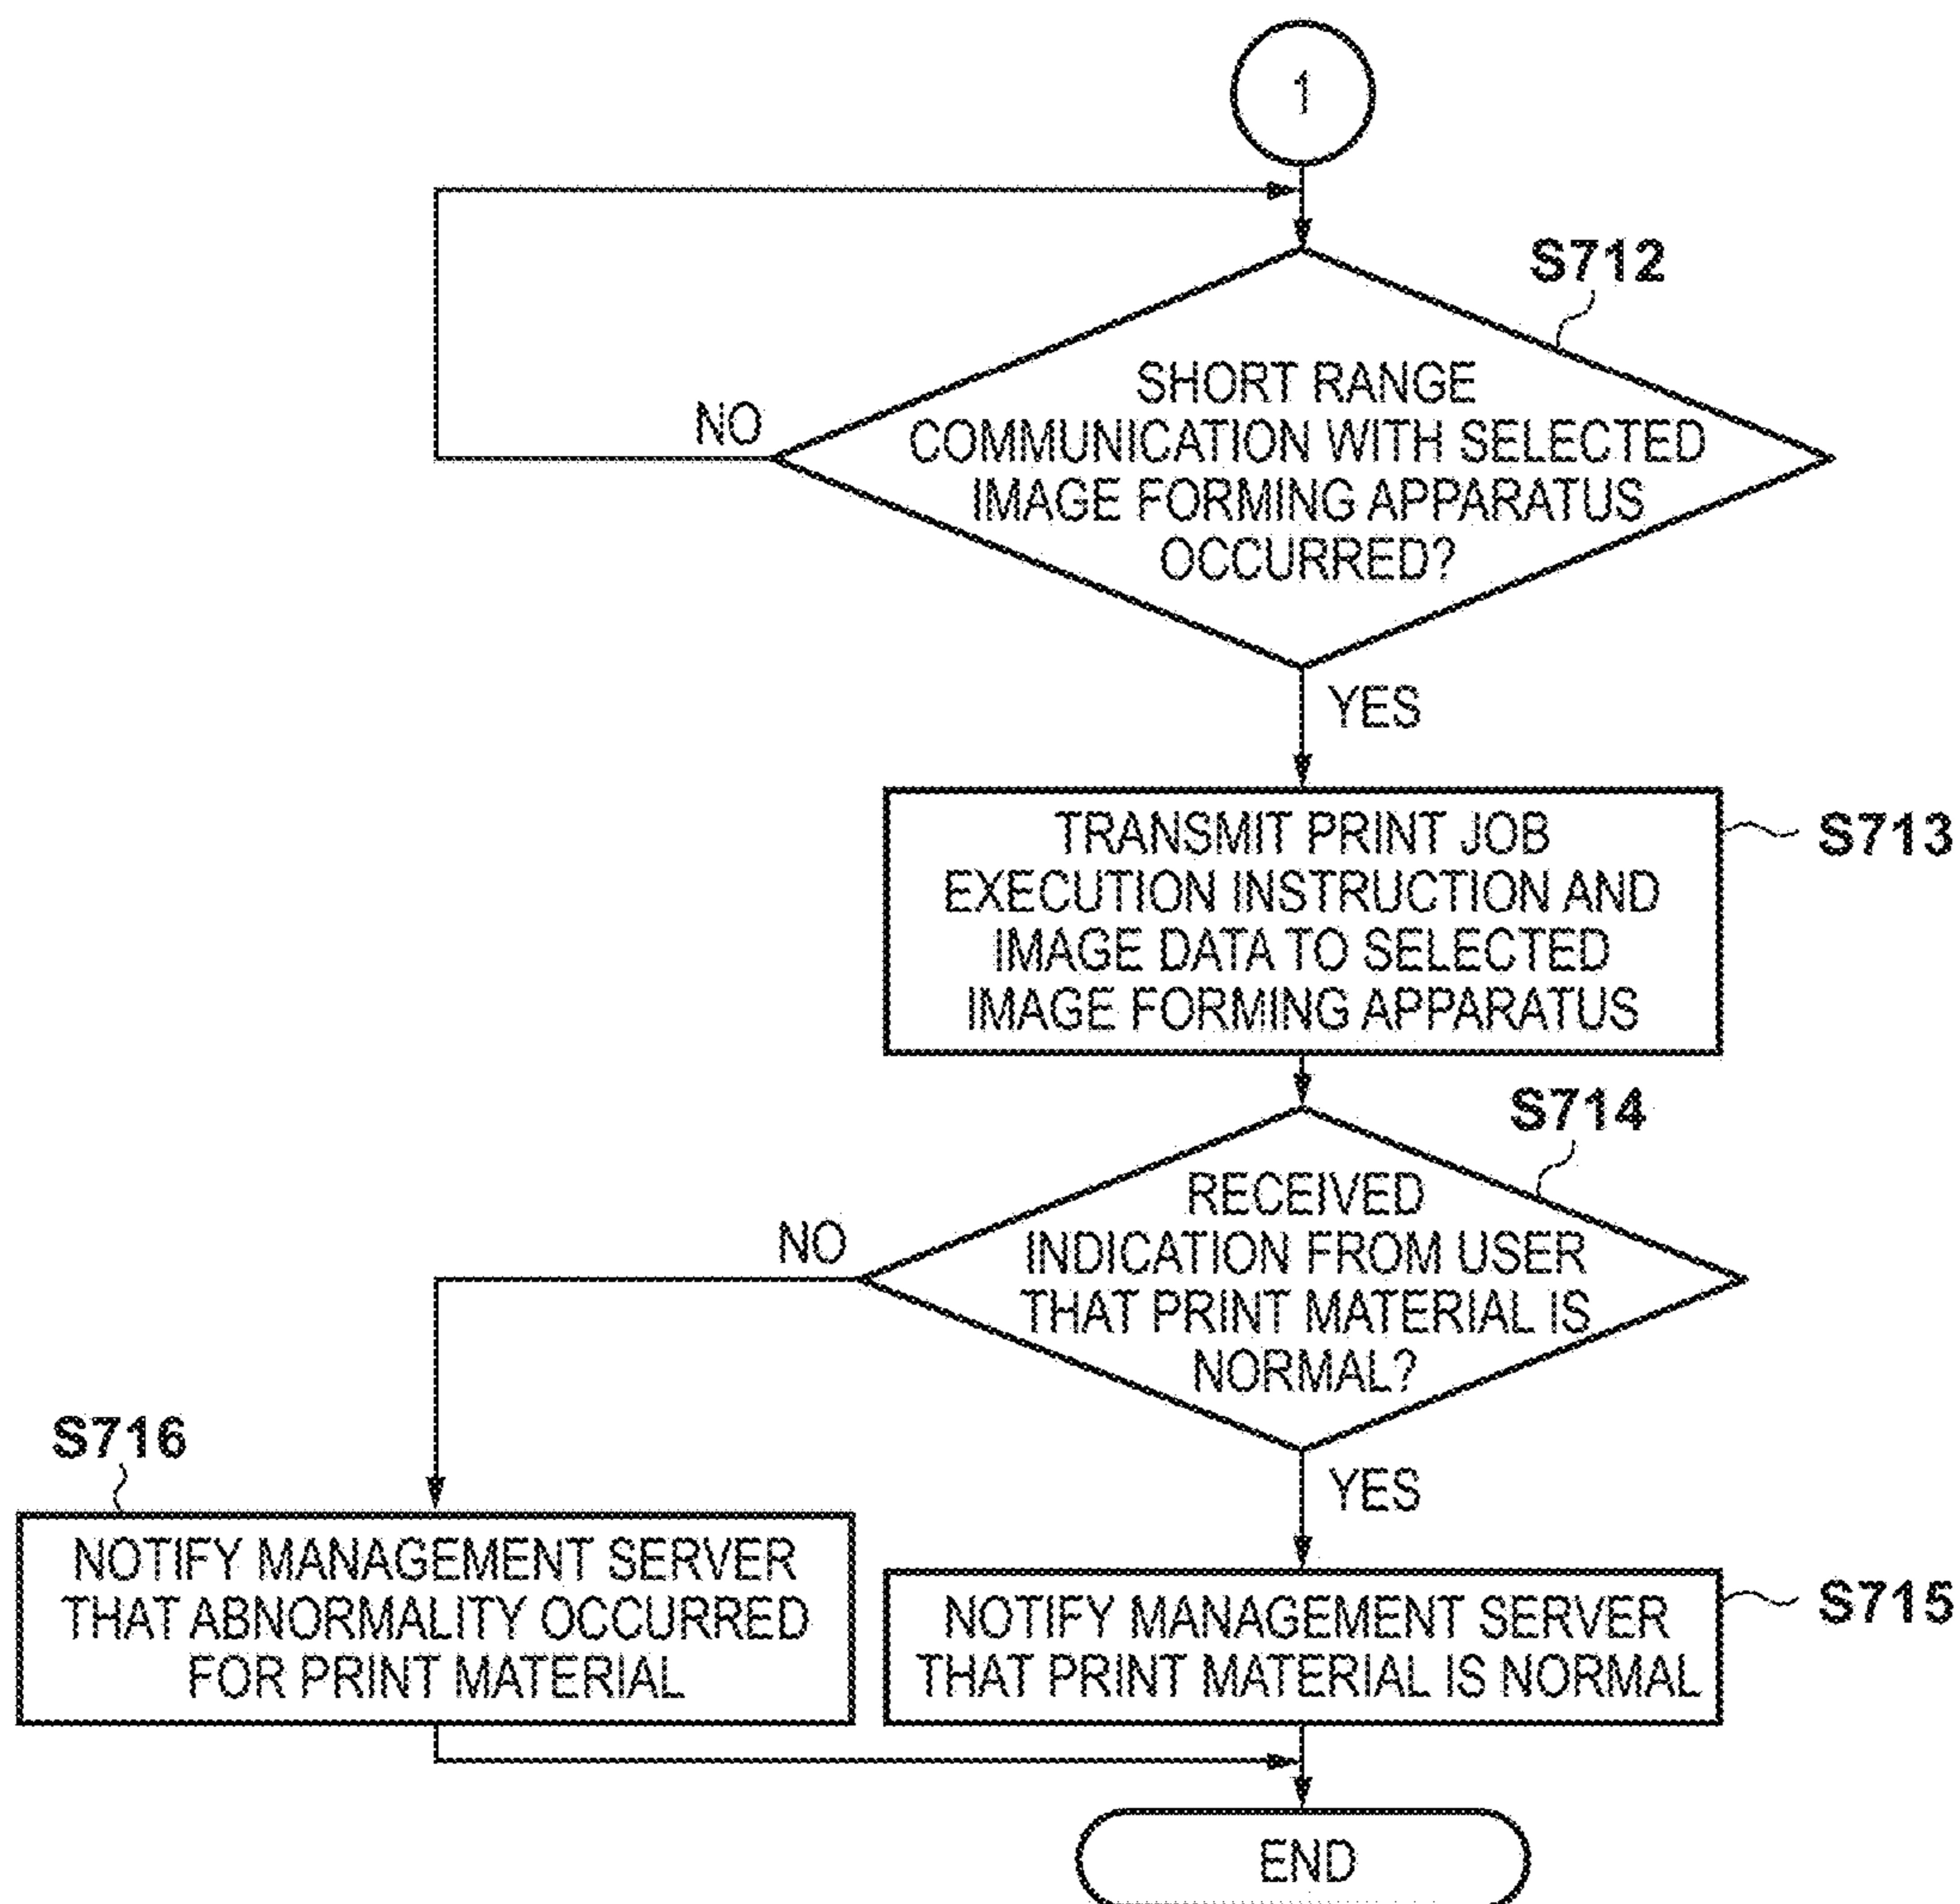 1
S712
SHORT RANGE
COMMUNICATION WITH SELECTED
IMAGE FORMING APPARATUS
OCCURRED?
NO
YES
TRANSMIT PRINT JOB
EXECUTION INSTRUCTION AND
IMAGE DATA TO SELECTED
IMAGE FORMING APPARATUS
S713
S714
RECEIVED
INDICATION FROM USER
THAT PRINT MATERIAL IS
NORMAL?
NO
YES
S716
NOTIFY MANAGEMENT SERVER
THAT ABNORMALITY OCCURRED
FOR PRINT MATERIAL
NOTIFY MANAGEMENT SERVER
THAT PRINT MATERIAL IS NORMAL
S715
END